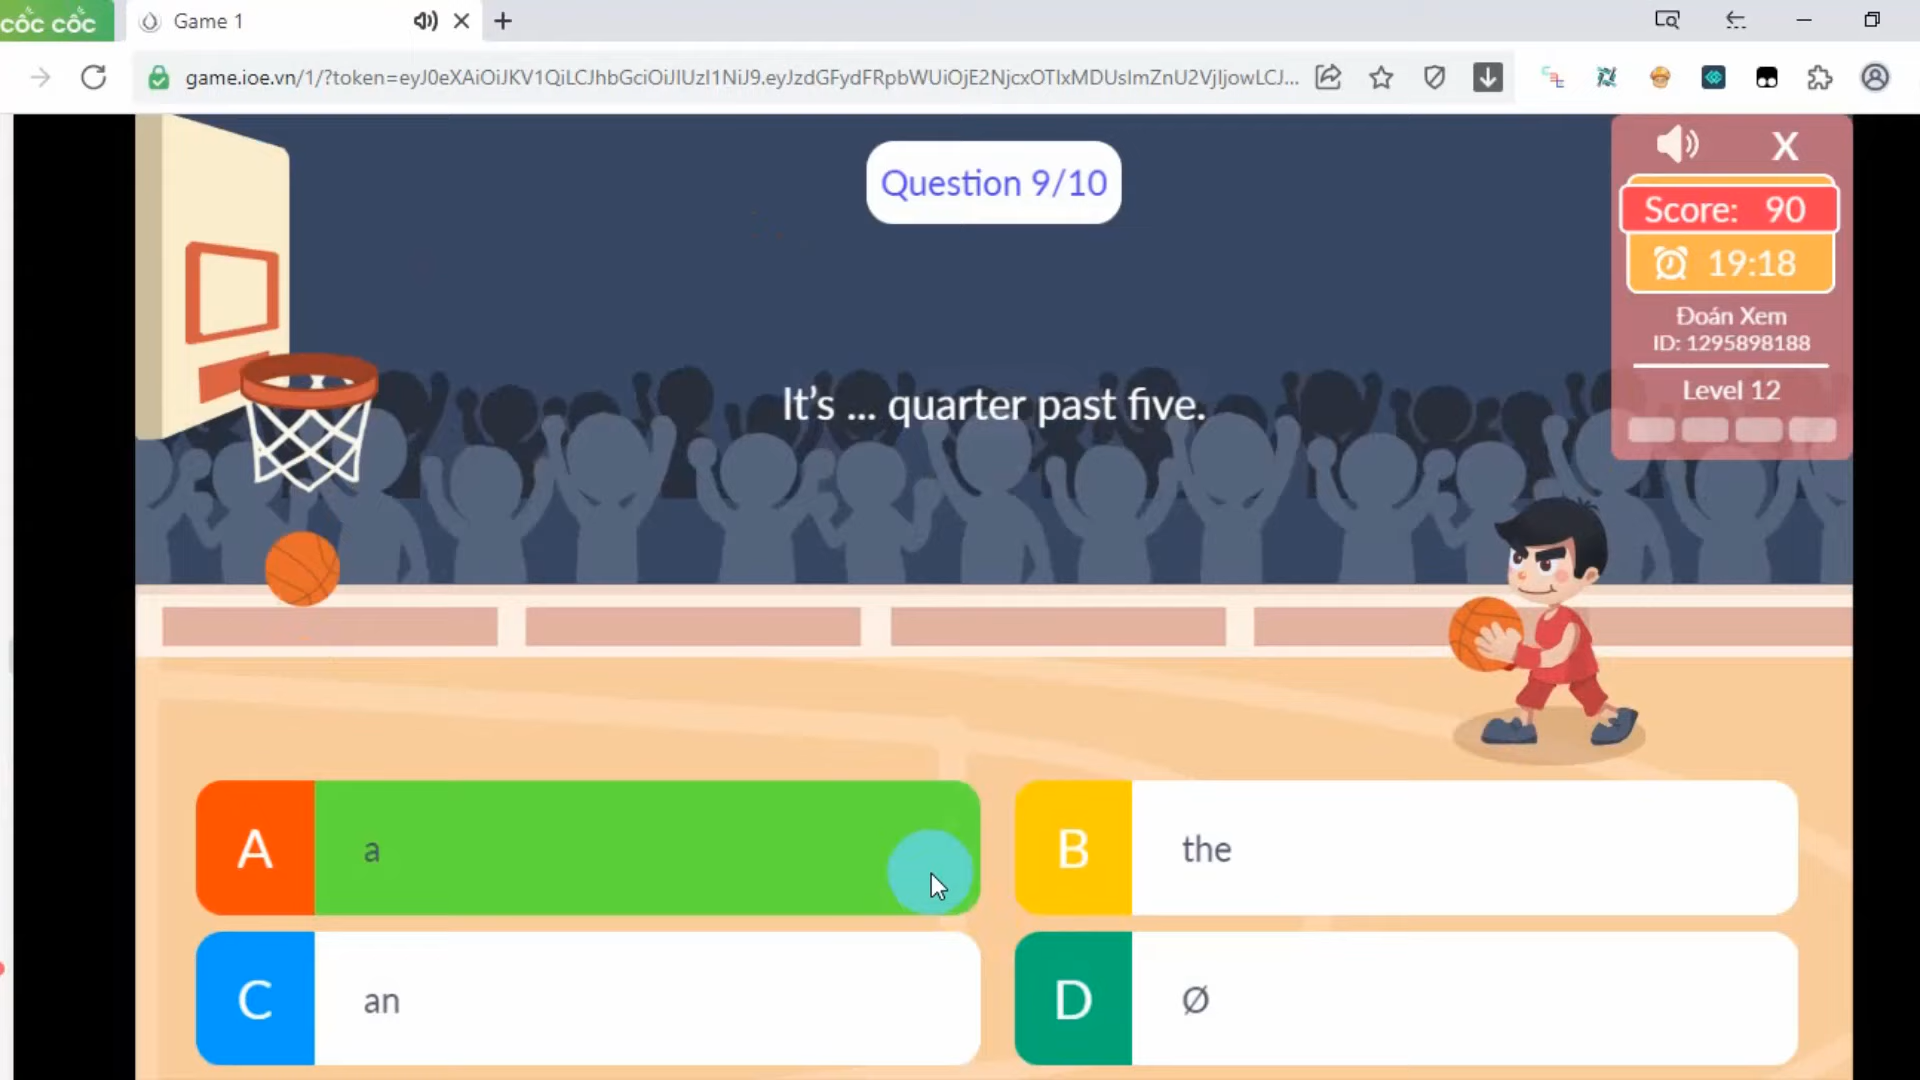 cốc cốc
Game 1
game.ioe.vn/1/?token=eyJ0eXAiOiJKV1QiLCJhbGciOiJIUzI1NiJ9.eyJzdGFydFRpbWUiOjE2NjcxOTIxMDUsImZnU2VjIjowLCJ...
Question 9/10
X
Score: 90
19:18
Đoán Xem
ID: 1295898188
Level 12
It's ... quarter past five.
A a
B the
C an
D Ø